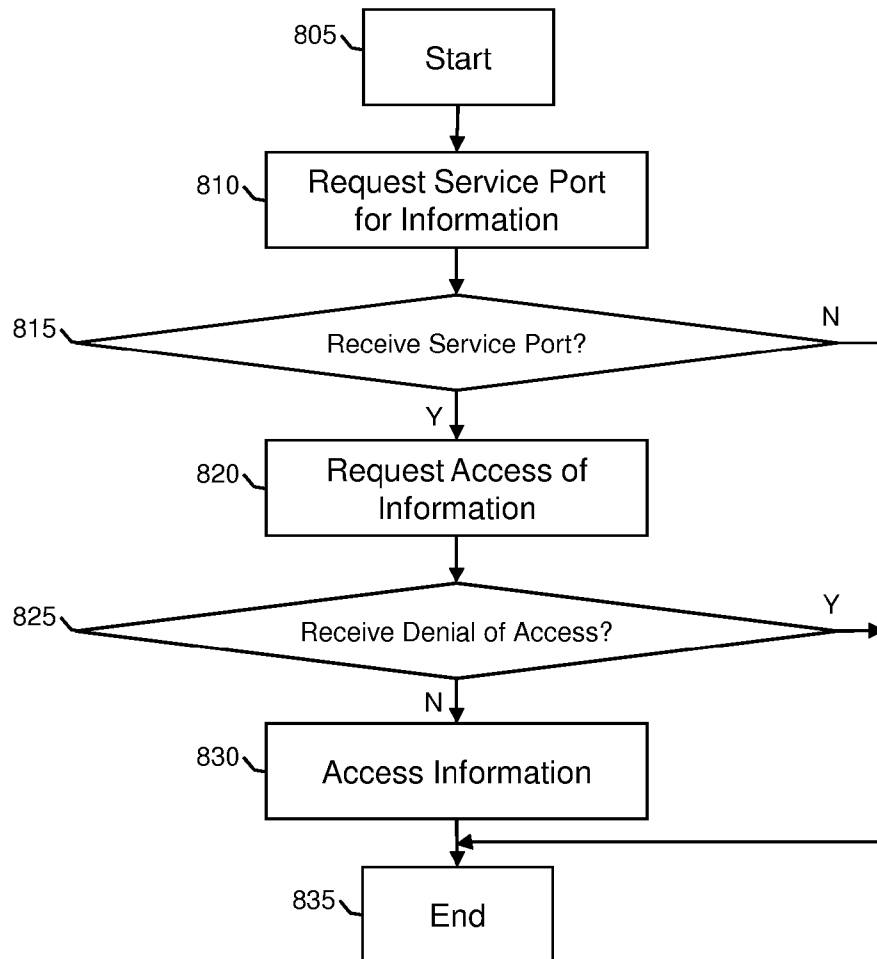 805
Start
810
Request Service Port
for Information
815
Receive Service Port?
N
Y
820
Request Access of
Information
825
Receive Denial of Access?
Y
N
830
Access Information
835
End